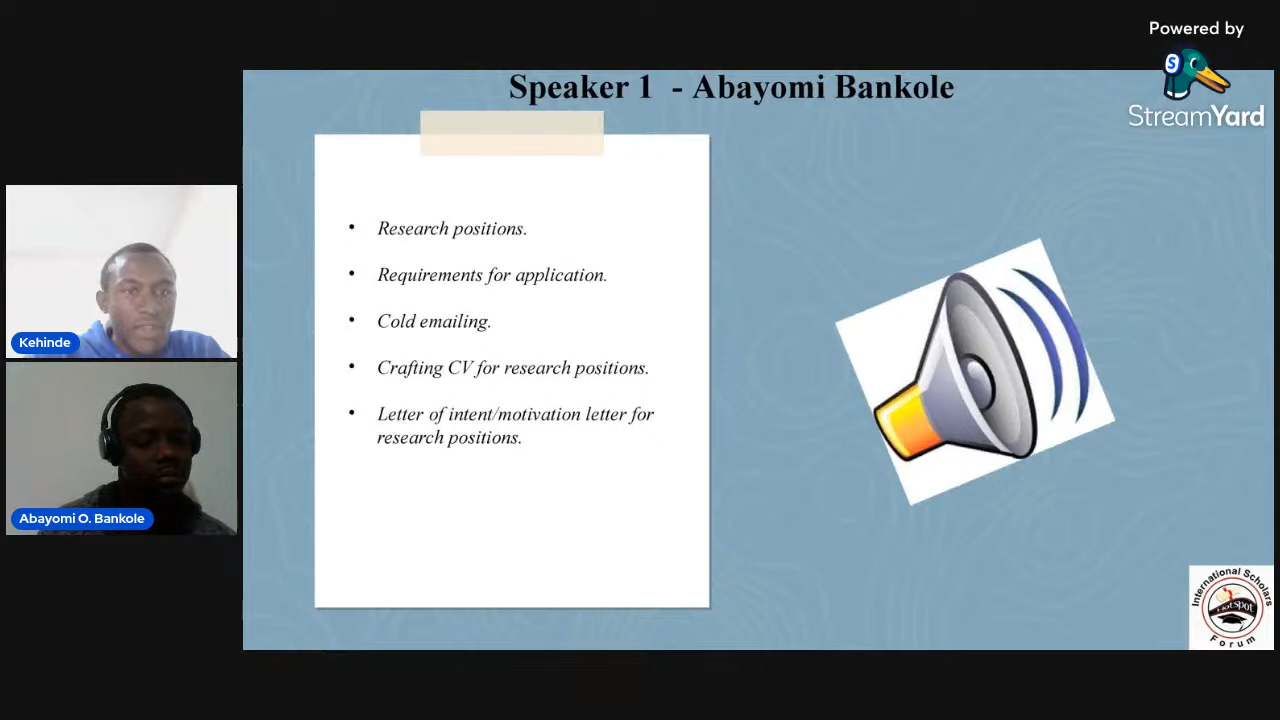 Powered by
StreamYard
Speaker 1 - Abayomi Bankole
• Research positions.
• Requirements for application.
• Cold emailing.
• Crafting CV for research positions.
• Letter of intent/motivation letter for
research positions.
Kehinde
Abayomi O. Bankole
International Scholars
HotSpot
Forum